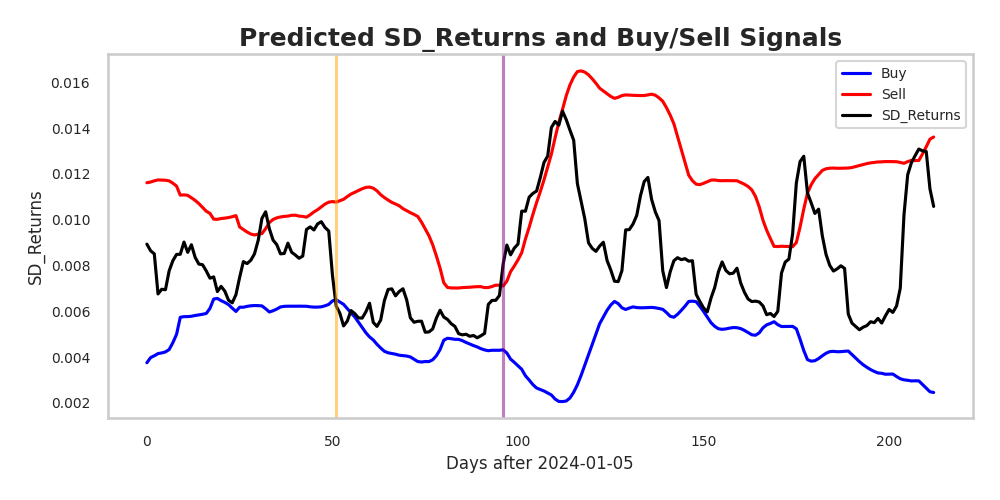 Predicted SD_Returns and Buy/Sell Signals
Buy
Sell
SD_Returns
SD_Returns
0.016
0.014
0.012
0.010
0.008
0.006
0.004
0.002
0 50 100 150 200
Days after 2024-01-05